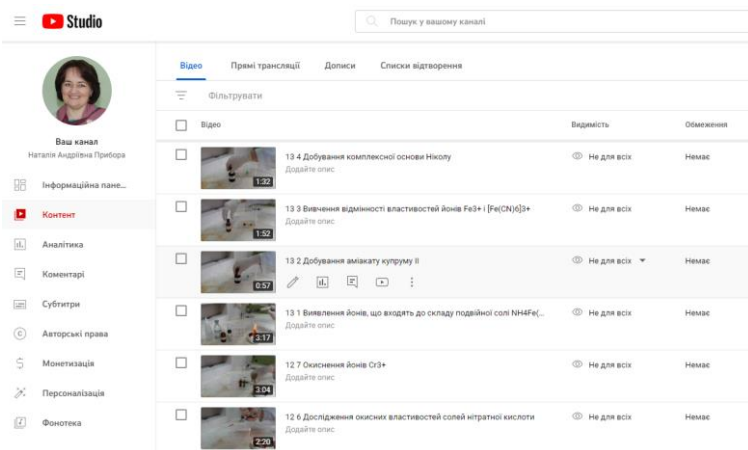 Studio
Пошук у вашому каналі
Ваш канал
Наталія Андріївна Прибора
Інформаційна пане...
Контент
Аналітика
Коментарі
Субтитри
Авторські права
Монетизація
Персоналізація
Фонотека
Відео Прямі трансляції Дописи Списки відтворення
Фільтрувати
Відео Видимість Обмеження
13 4 Добування комплексної основи Ніколу Не для всіх Немає
Додайте опис
1:32
13 3 Вивчення відмінності властивостей йонів Fe3+ і [Fe(CN)6]3+ Не для всіх Немає
Додайте опис
1:52
13 2 Добування аміакату купруму ІІ Не для всіх Немає
0:57
13 1 Виявлення йонів, що входять до складу подвійної солі NH4Fe(... Не для всіх Немає
Додайте опис
3:17
12 7 Окиснення йонів Cr3+ Не для всіх Немає
Додайте опис
3:04
12 6 Дослідження окисних властивостей солей нітратної кислоти Не для всіх Немає
Додайте опис
2:20